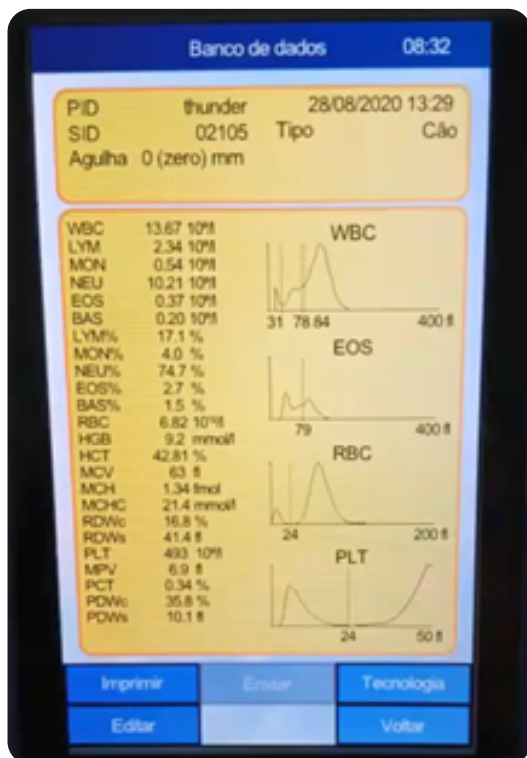 Banco de dados 08:32
PID thunder 28/08/2020 13:29
SID 02105 Tipo Cão
Agulha 0 (zero) mm
WBC 13.67 10⁹/l
LYM 2.34 10⁹/l
MON 0.54 10⁹/l
NEU 10.21 10⁹/l
EOS 0.37 10⁹/l
BAS 0.20 10⁹/l
LYM% 17.1 %
MON% 4.0 %
NEU% 74.7 %
EOS% 2.7 %
BAS% 1.5 %
RBC 6.82 10¹²/l
HGB 9.2 mmol/l
HCT 42.81 %
MCV 63 fl
MCH 1.34 fmol
MCHC 21.4 mmol/l
RDWc 16.8 %
RDWs 41.4 fl
PLT 493 10⁹/l
MPV 6.9 fl
PCT 0.34 %
PDWc 35.8 %
PDWs 10.1 fl
WBC
31 78 84 400 fl
EOS
79 400 fl
RBC
24 200 fl
PLT
24 50 fl
Imprimir Enviar Tecnologia
Editar Voltar